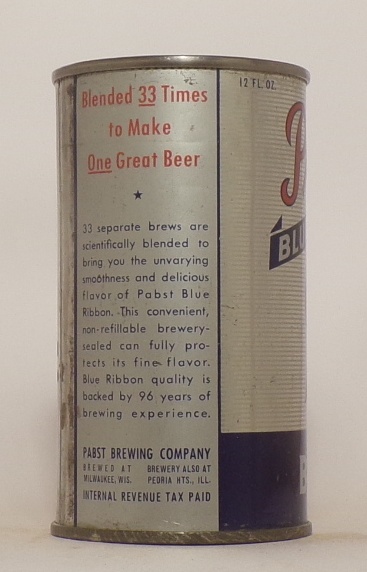 Blended 33 Times
to Make
One Great Beer
33 separate brews are
scientifically blended to
bring you the unvarying
smoothness and delicious
flavor of Pabst Blue
Ribbon. This convenient,
non-refillable brewery-
sealed can fully pro-
tects its fine flavor.
Blue Ribbon quality is
backed by 96 years of
brewing experience.
PABST BREWING COMPANY
BREWED AT
MILWAUKEE, WIS.
BREWERY ALSO AT
PEORIA HTS., ILL.
INTERNAL REVENUE TAX PAID
12 FL. OZ.
P
BLU
B